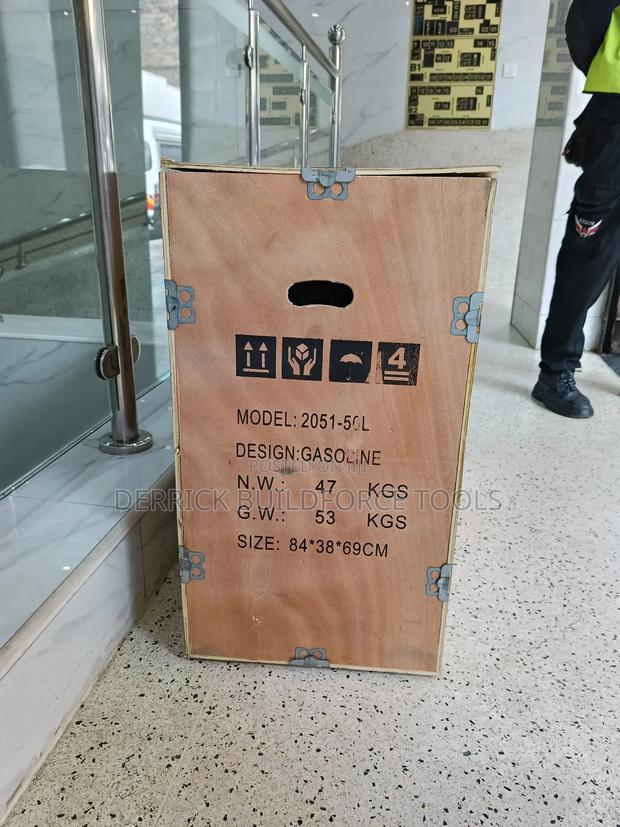 4
MODEL: 2051-50L
DESIGN:GASOLINE
POSTED ON JIJI
N.W.: 47 KGS
DERRICK BUILDFORCE TOOLS
G.W.: 53 KGS
SIZE: 84*38*69CM